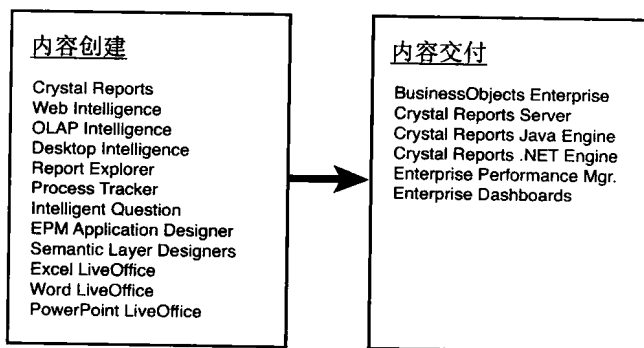 内容创建
Crystal Reports
Web Intelligence
OLAP Intelligence
Desktop Intelligence
Report Explorer
Process Tracker
Intelligent Question
EPM Application Designer
Semantic Layer Designers
Excel LiveOffice
Word LiveOffice
PowerPoint LiveOffice
内容交付
BusinessObjects Enterprise
Crystal Reports Server
Crystal Reports Java Engine
Crystal Reports .NET Engine
Enterprise Performance Mgr.
Enterprise Dashboards